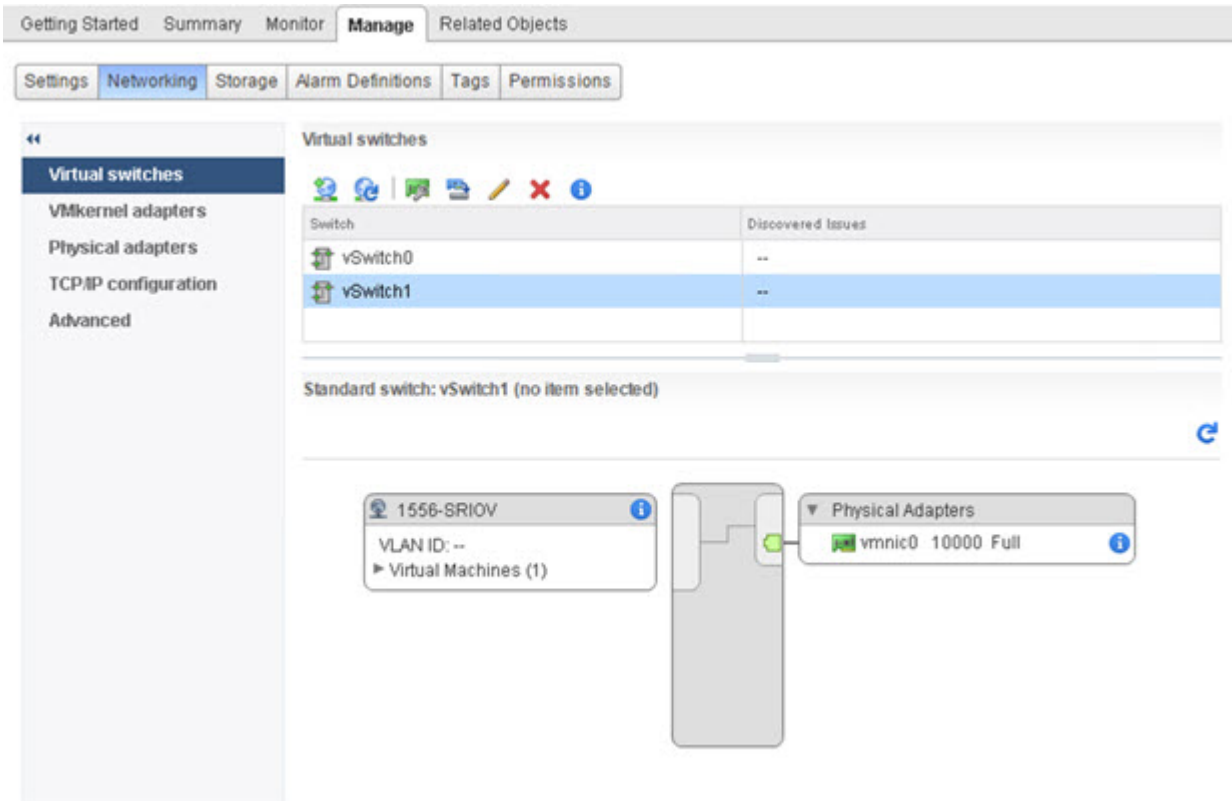 Getting Started Summary Monitor Manage Related Objects
Settings Networking Storage Alarm Definitions Tags Permissions
Virtual switches
VMkernel adapters
Physical adapters
TCP/IP configuration
Advanced
Virtual switches
Switch Discovered Issues
vSwitch0 --
vSwitch1 --
Standard switch: vSwitch1 (no item selected)
1556-SRIOV
VLAN ID: --
Virtual Machines (1)
Physical Adapters
vmnic0 10000 Full